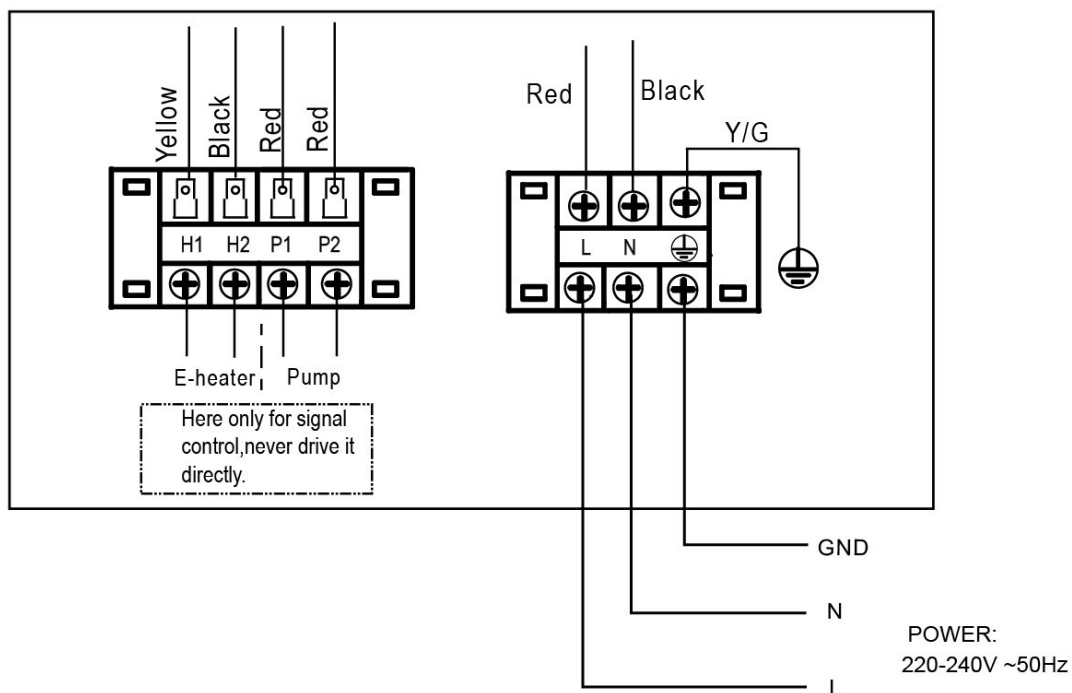 Yellow
Black
Red
Red
H1 H2 P1 P2
E-heater
Pump
Here only for signal
control,never drive it
directly.
Red
Black
Y/G
L N
GND
N
L
POWER:
220-240V ~50Hz